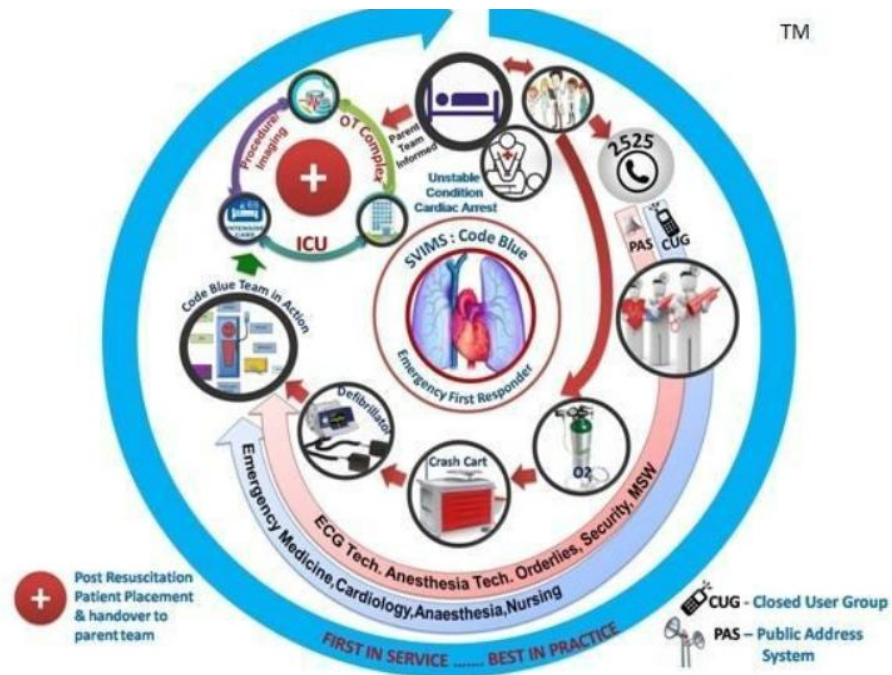 TM
Procedure/
Imaging
OT Complex
INTENSIVE
CARE
ICU
Parent
Team
Informed
Unstable
Condition
Cardiac Arrest
2525
PAS CUG
SVIMS : Code Blue
Emergency First Responder
Code Blue Team in Action
Defibrillator
Crash Cart
O2
ECG Tech. Anesthesia Tech. Orderlies, Security, MSW
Emergency Medicine,Cardiology,Anaesthesia,Nursing
FIRST IN SERVICE ....... BEST IN PRACTICE
Post Resuscitation
Patient Placement
& handover to
parent team
CUG - Closed User Group
PAS – Public Address
System